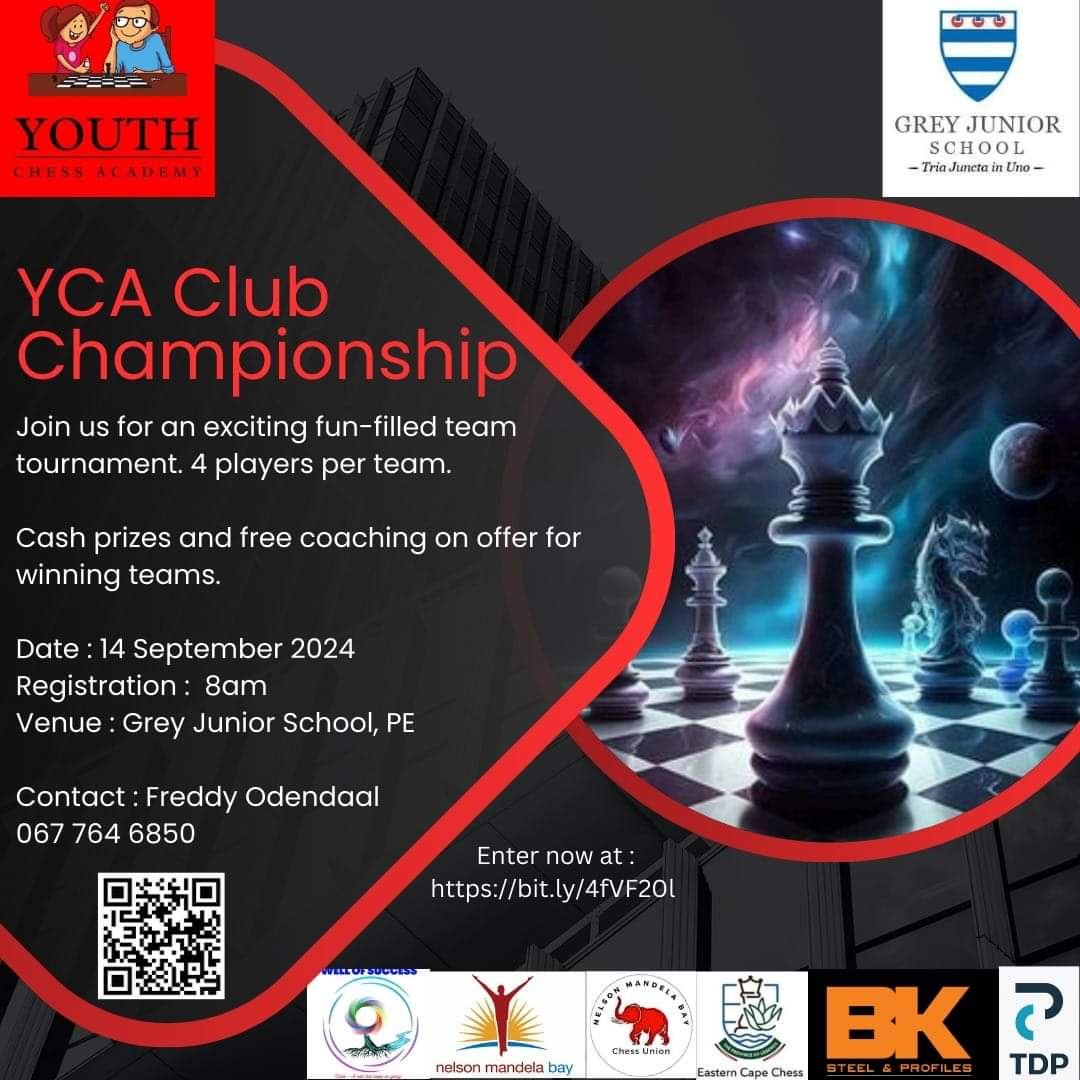 YOUTH
CHESS ACADEMY
GREY JUNIOR
SCHOOL
– Tria Juncta in Uno –
YCA Club
Championship
Join us for an exciting fun-filled team
tournament. 4 players per team.
Cash prizes and free coaching on offer for
winning teams.
Date : 14 September 2024
Registration : 8am
Venue : Grey Junior School, PE
Contact : Freddy Odendaal
067 764 6850
Enter now at :
https://bit.ly/4fVF2Ol
WELL OF SUCCESS
nelson mandela bay
NELSON MANDELA BAY
Chess Union
Eastern Cape Chess
BK
STEEL & PROFILES
TDP